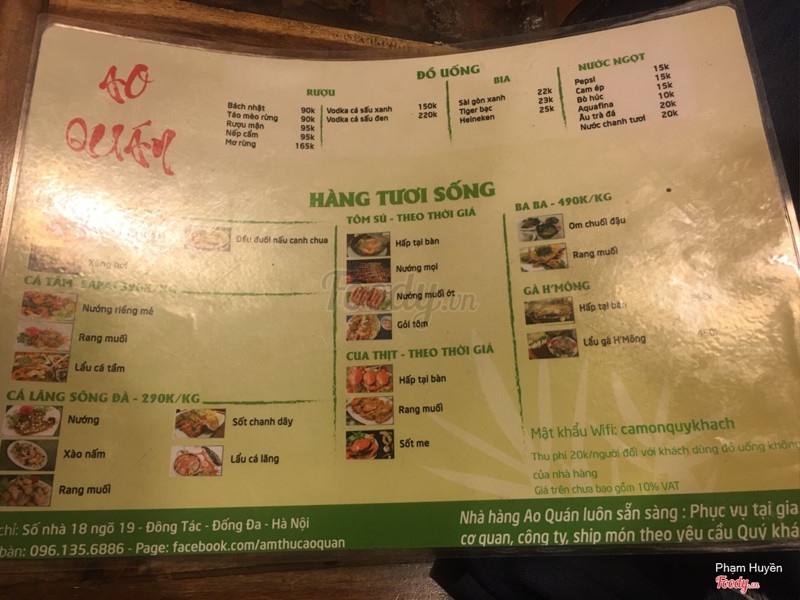 AO QUÁN
ĐỒ UỐNG
RƯỢU
Bách nhật 90k
Táo mèo rừng 90k
Rượu mận 95k
Nếp cẩm 95k
Mơ rừng 165k
Vodka cá sấu xanh 150k
Vodka cá sấu đen 220k
BIA
Sài gòn xanh 22k
Tiger bạc 23k
Heineken 25k
NƯỚC NGỌT
Pepsi 15k
Cam ép 15k
Bò húc 15k
Aquafina 10k
Ấu trà đá 20k
Nước chanh tươi 20k
HÀNG TƯƠI SỐNG
Đầu đuôi nấu canh chua
CÁ TẦM SAPA - 390K/KG
Nướng riềng mẻ
Rang muối
Lẩu cá tầm
CÁ LĂNG SÔNG ĐÀ - 290K/KG
Nướng
Xào nấm
Rang muối
Sốt chanh dây
Lẩu cá lăng
TÔM SÚ - THEO THỜI GIÁ
Hấp tại bàn
Nướng mọi
Nướng muối ớt
Gỏi tôm
CUA THỊT - THEO THỜI GIÁ
Hấp tại bàn
Rang muối
Sốt me
BA BA - 490K/KG
Om chuối đậu
Rang muối
GÀ H'MÔNG
Hấp tại bàn
Lẩu gà H'Mông
Mật khẩu Wifi: camonquykhach
Thu phí 20k/người đối với khách dùng đồ uống không
của nhà hàng
Giá trên chưa bao gồm 10% VAT
chỉ: Số nhà 18 ngõ 19 - Đông Tác - Đống Đa - Hà Nội
bàn: 096.135.6886 - Page: facebook.com/amthucaoquan
Nhà hàng Ao Quán luôn sẵn sàng : Phục vụ tại gia
cơ quan, công ty, ship món theo yêu cầu Quý khá
Foody.vn
Phạm Huyền
Foody.vn